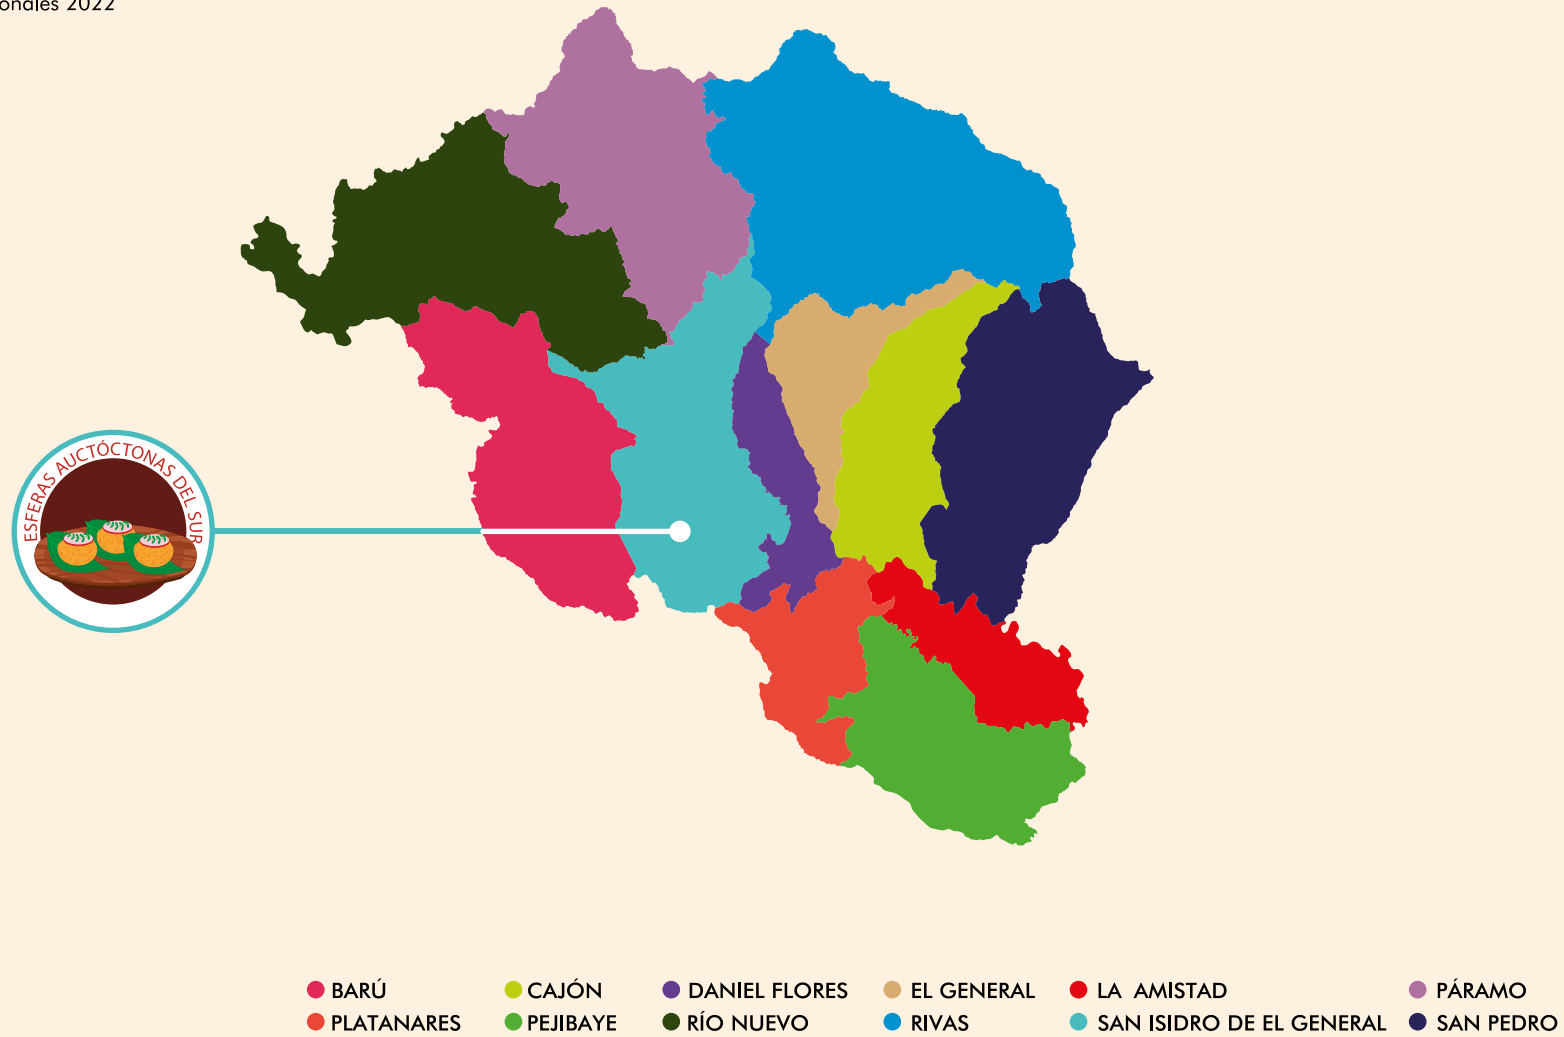 onales 2022
ESFERAS AUCTÓCTONAS DEL SUR
BARÚ
CAJÓN
DANIEL FLORES
EL GENERAL
LA AMISTAD
PÁRAMO
PLATANARES
PEJIBAYE
RÍO NUEVO
RIVAS
SAN ISIDRO DE EL GENERAL
SAN PEDRO